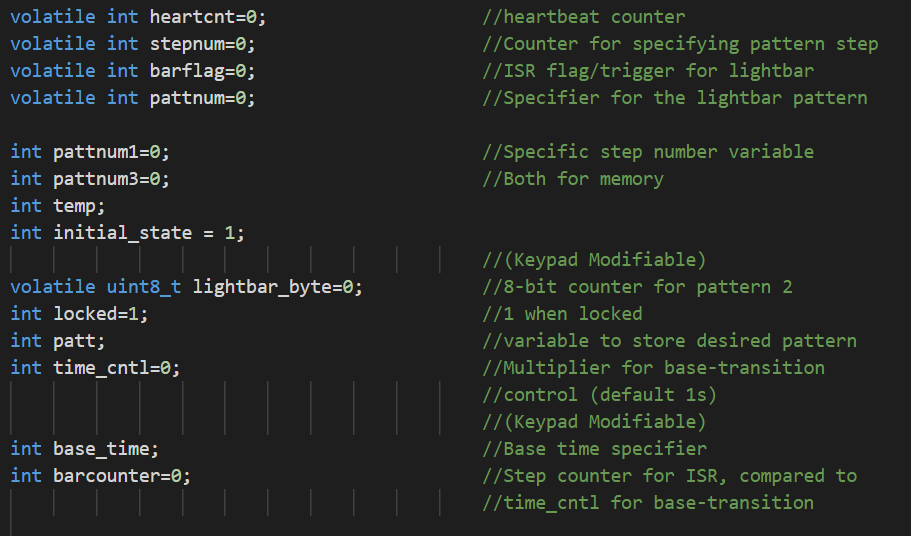 volatile int heartcnt=0; //heartbeat counter
volatile int stepnum=0; //Counter for specifying pattern step
volatile int barflag=0; //ISR flag/trigger for lightbar
volatile int pattnum=0; //Specifier for the lightbar pattern
int pattnum1=0; //Specific step number variable
int pattnum3=0; //Both for memory
int temp;
int initial_state = 1;
//(Keypad Modifiable)
volatile uint8_t lightbar_byte=0; //8-bit counter for pattern 2
int locked=1; //1 when locked
int patt; //variable to store desired pattern
int time_cntl=0; //Multiplier for base-transition
//control (default 1s)
//(Keypad Modifiable)
int base_time; //Base time specifier
int barcounter=0; //Step counter for ISR, compared to
//time_cntl for base-transition